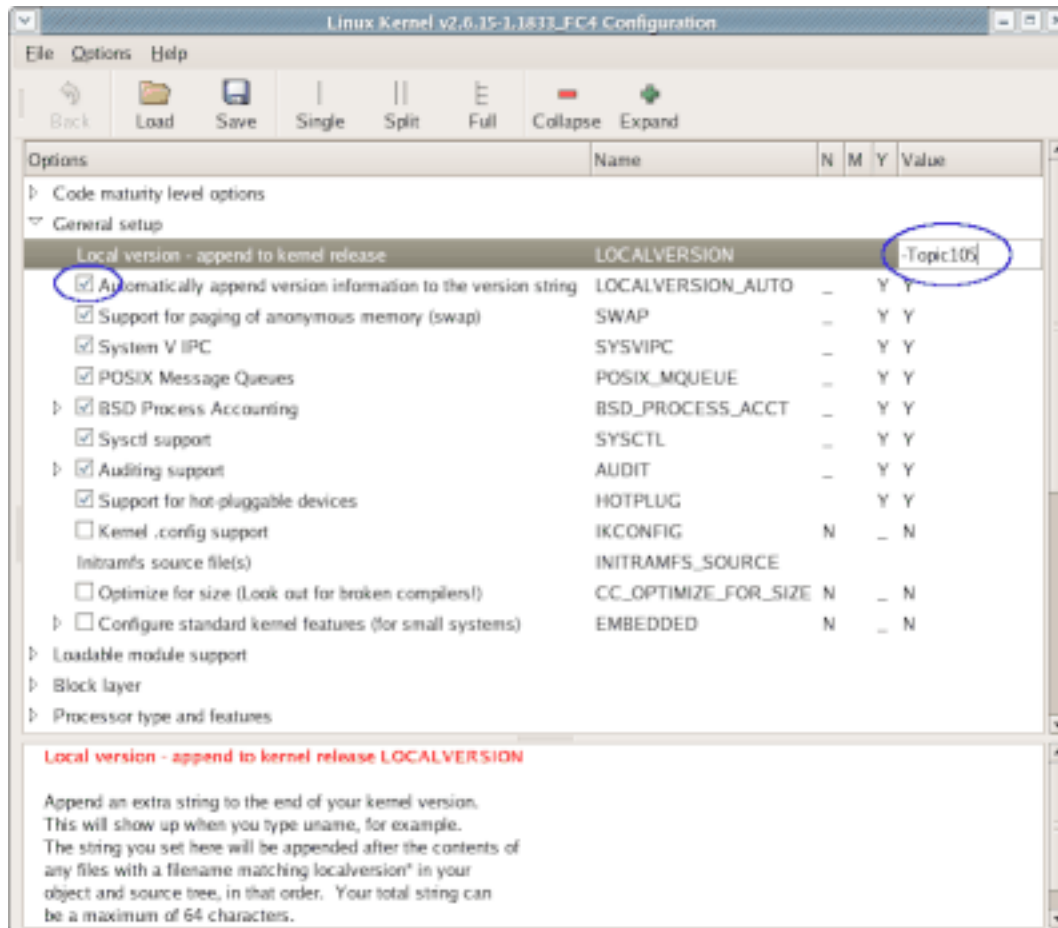 Linux Kernel v2.6.15-1.1833_FC4 Configuration
File Options Help
Back Load Save Single Split Full Collapse Expand
Options Name N M Y Value
Code maturity level options
General setup
Local version - append to kernel release LOCALVERSION -Topic105
Automatically append version information to the version string LOCALVERSION_AUTO _ Y Y
Support for paging of anonymous memory (swap) SWAP _ Y Y
System V IPC SYSVIPC _ Y Y
POSIX Message Queues POSIX_MQUEUE _ Y Y
BSD Process Accounting BSD_PROCESS_ACCT _ Y Y
Sysctl support SYSCTL _ Y Y
Auditing support AUDIT _ Y Y
Support for hot-pluggable devices HOTPLUG Y Y
Kernel .config support IKCONFIG N _ N
Initramfs source file(s) INITRAMFS_SOURCE
Optimize for size (Look out for broken compilers!) CC_OPTIMIZE_FOR_SIZE N _ N
Configure standard kernel features (for small systems) EMBEDDED N _ N
Loadable module support
Block layer
Processor type and features
Local version - append to kernel release LOCALVERSION
Append an extra string to the end of your kernel version.
This will show up when you type uname, for example.
The string you set here will be appended after the contents of
any files with a filename matching localversion* in your
object and source tree, in that order. Your total string can
be a maximum of 64 characters.